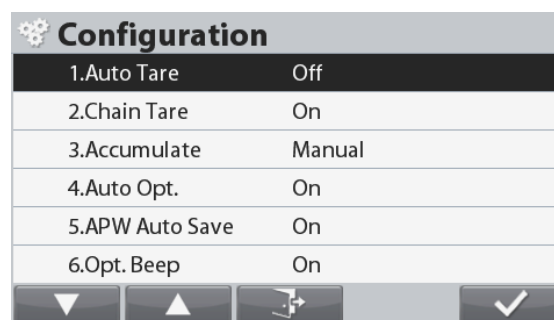 Configuration
1.Auto Tare Off
2.Chain Tare On
3.Accumulate Manual
4.Auto Opt. On
5.APW Auto Save On
6.Opt. Beep On